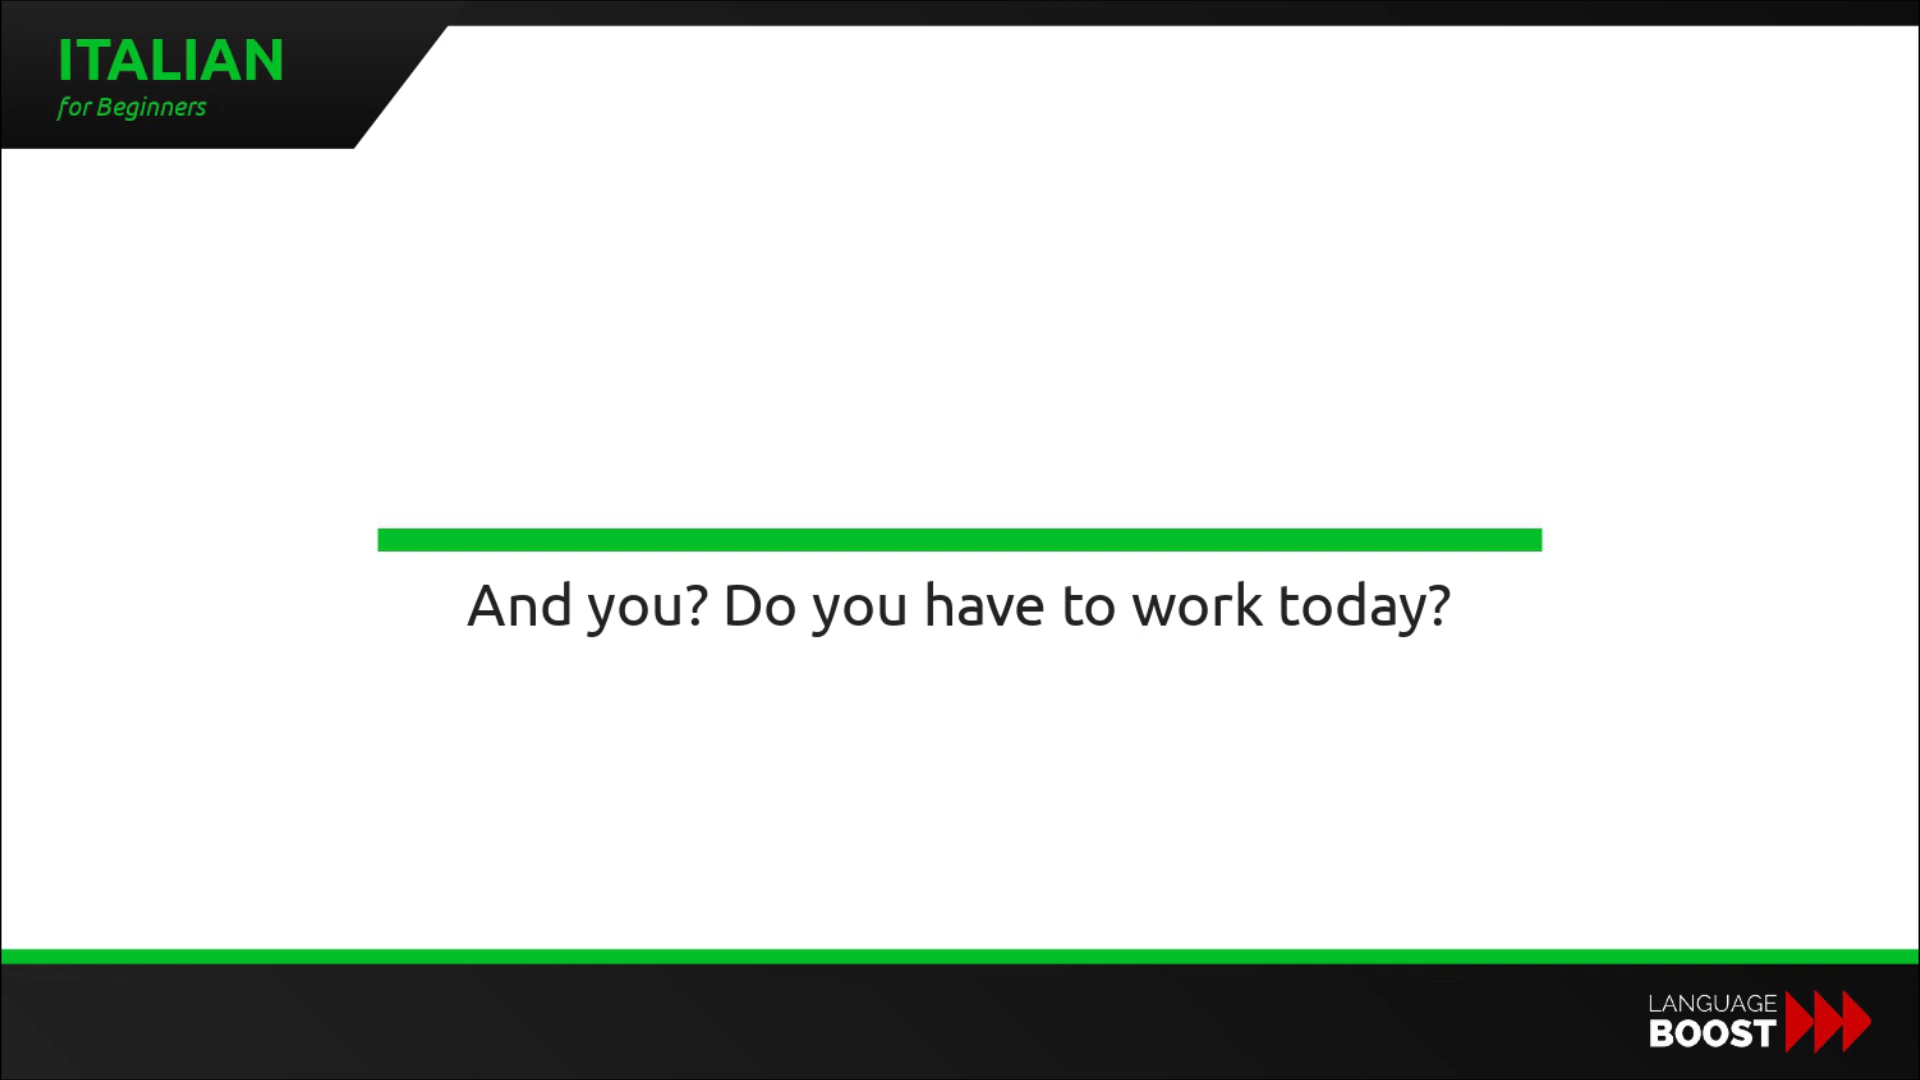 ITALIAN
for Beginners
And you? Do you have to work today?
LANGUAGE
BOOST